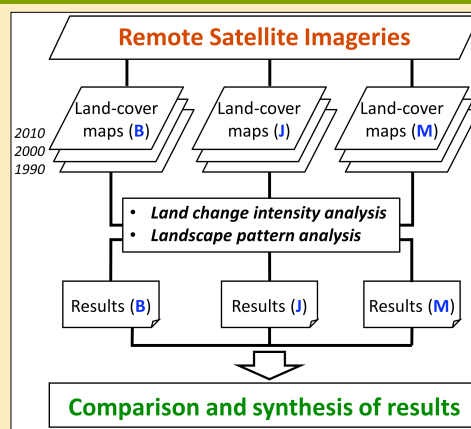 Remote Satellite Imageries
Land-cover
maps (B)
Land-cover
maps (J)
Land-cover
maps (M)
2010
2000
1990
• Land change intensity analysis
• Landscape pattern analysis
Results (B)
Results (J)
Results (M)
Comparison and synthesis of results